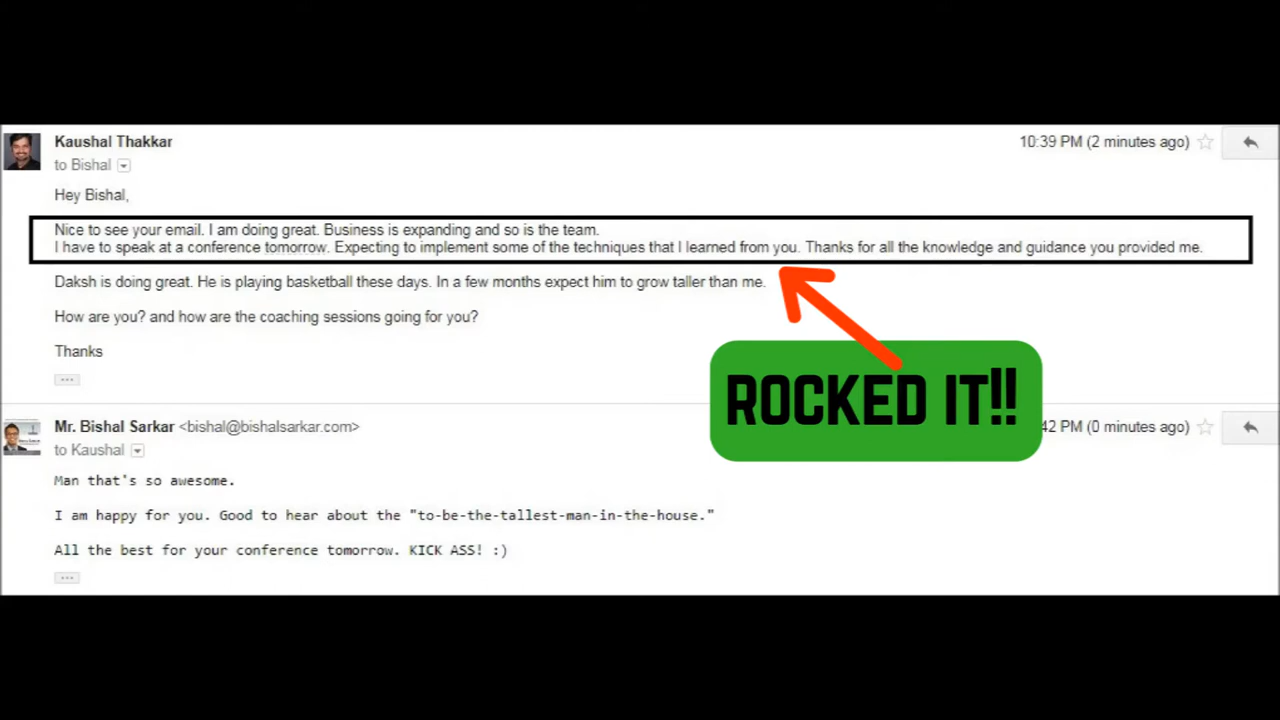 Kaushal Thakkar
10:39 PM (2 minutes ago)
to Bishal
Hey Bishal,
Nice to see your email. I am doing great. Business is expanding and so is the team.
I have to speak at a conference tomorrow. Expecting to implement some of the techniques that I learned from you. Thanks for all the knowledge and guidance you provided me.
Daksh is doing great. He is playing basketball these days. In a few months expect him to grow taller than me.
How are you? and how are the coaching sessions going for you?
Thanks
ROCKED IT!!
Mr. Bishal Sarkar <bishal@bishalsarkar.com>
42 PM (0 minutes ago)
to Kaushal
Man that's so awesome.
I am happy for you. Good to hear about the "to-be-the-tallest-man-in-the-house."
All the best for your conference tomorrow. KICK ASS! :)